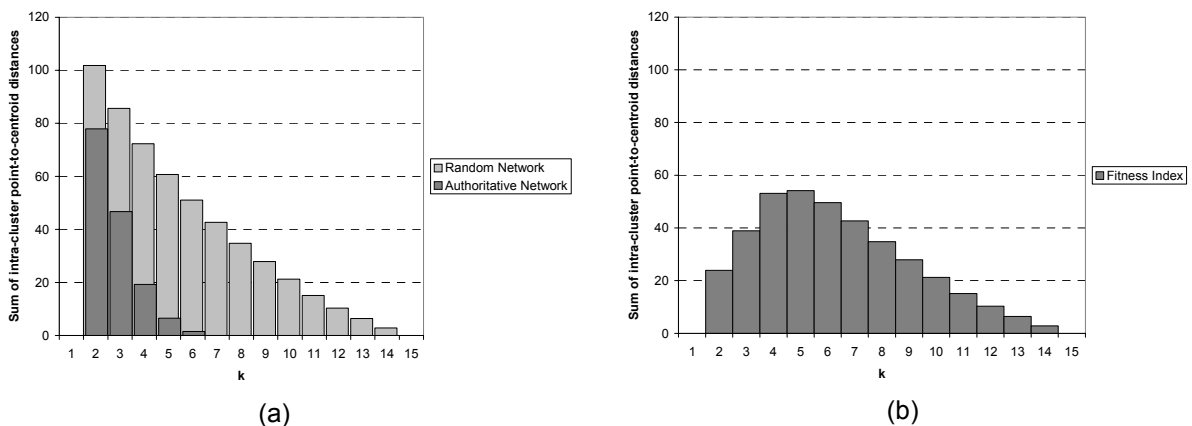 Sum of intra-cluster point-to-centroid distances
120
100
80
60
40
20
0
1 2 3 4 5 6 7 8 9 10 11 12 13 14 15
k
Random Network
Authoritative Network
(a)
Sum of intra-cluster point-to-centroid distances
120
100
80
60
40
20
0
1 2 3 4 5 6 7 8 9 10 11 12 13 14 15
k
Fitness Index
(b)